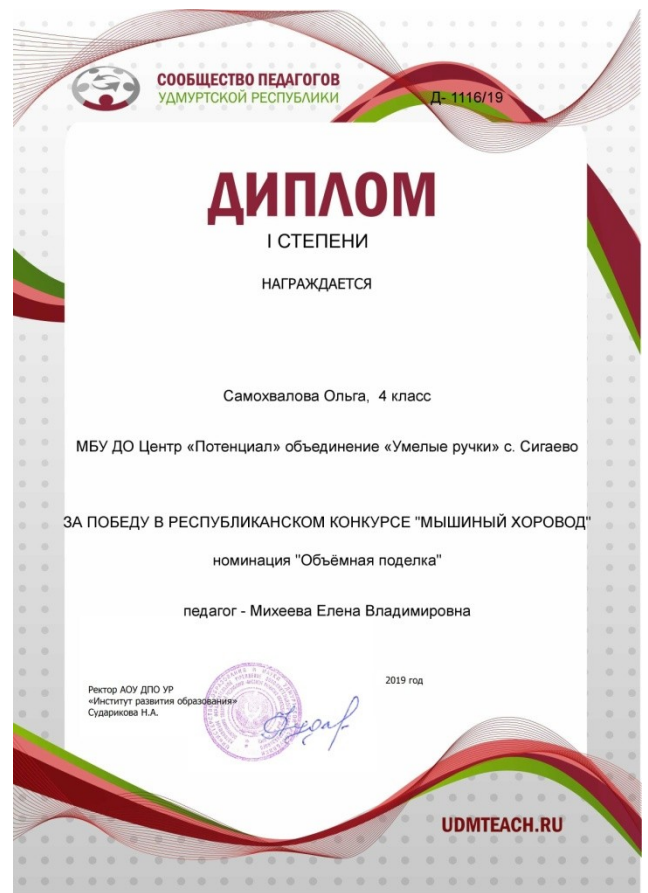 СООБЩЕСТВО ПЕДАГОГОВ
УДМУРТСКОЙ РЕСПУБЛИКИ
Д- 1116/19
ДИПЛОМ
I СТЕПЕНИ
НАГРАЖДАЕТСЯ
Самохвалова Ольга, 4 класс
МБУ ДО Центр «Потенциал» объединение «Умелые ручки» с. Сигаево
ЗА ПОБЕДУ В РЕСПУБЛИКАНСКОМ КОНКУРСЕ "МЫШИНЫЙ ХОРОВОД"
номинация "Объёмная поделка"
педагог - Михеева Елена Владимировна
2019 год
Ректор АОУ ДПО УР
«Институт развития образования»
Сударикова Н.А.
UDMTEACH.RU